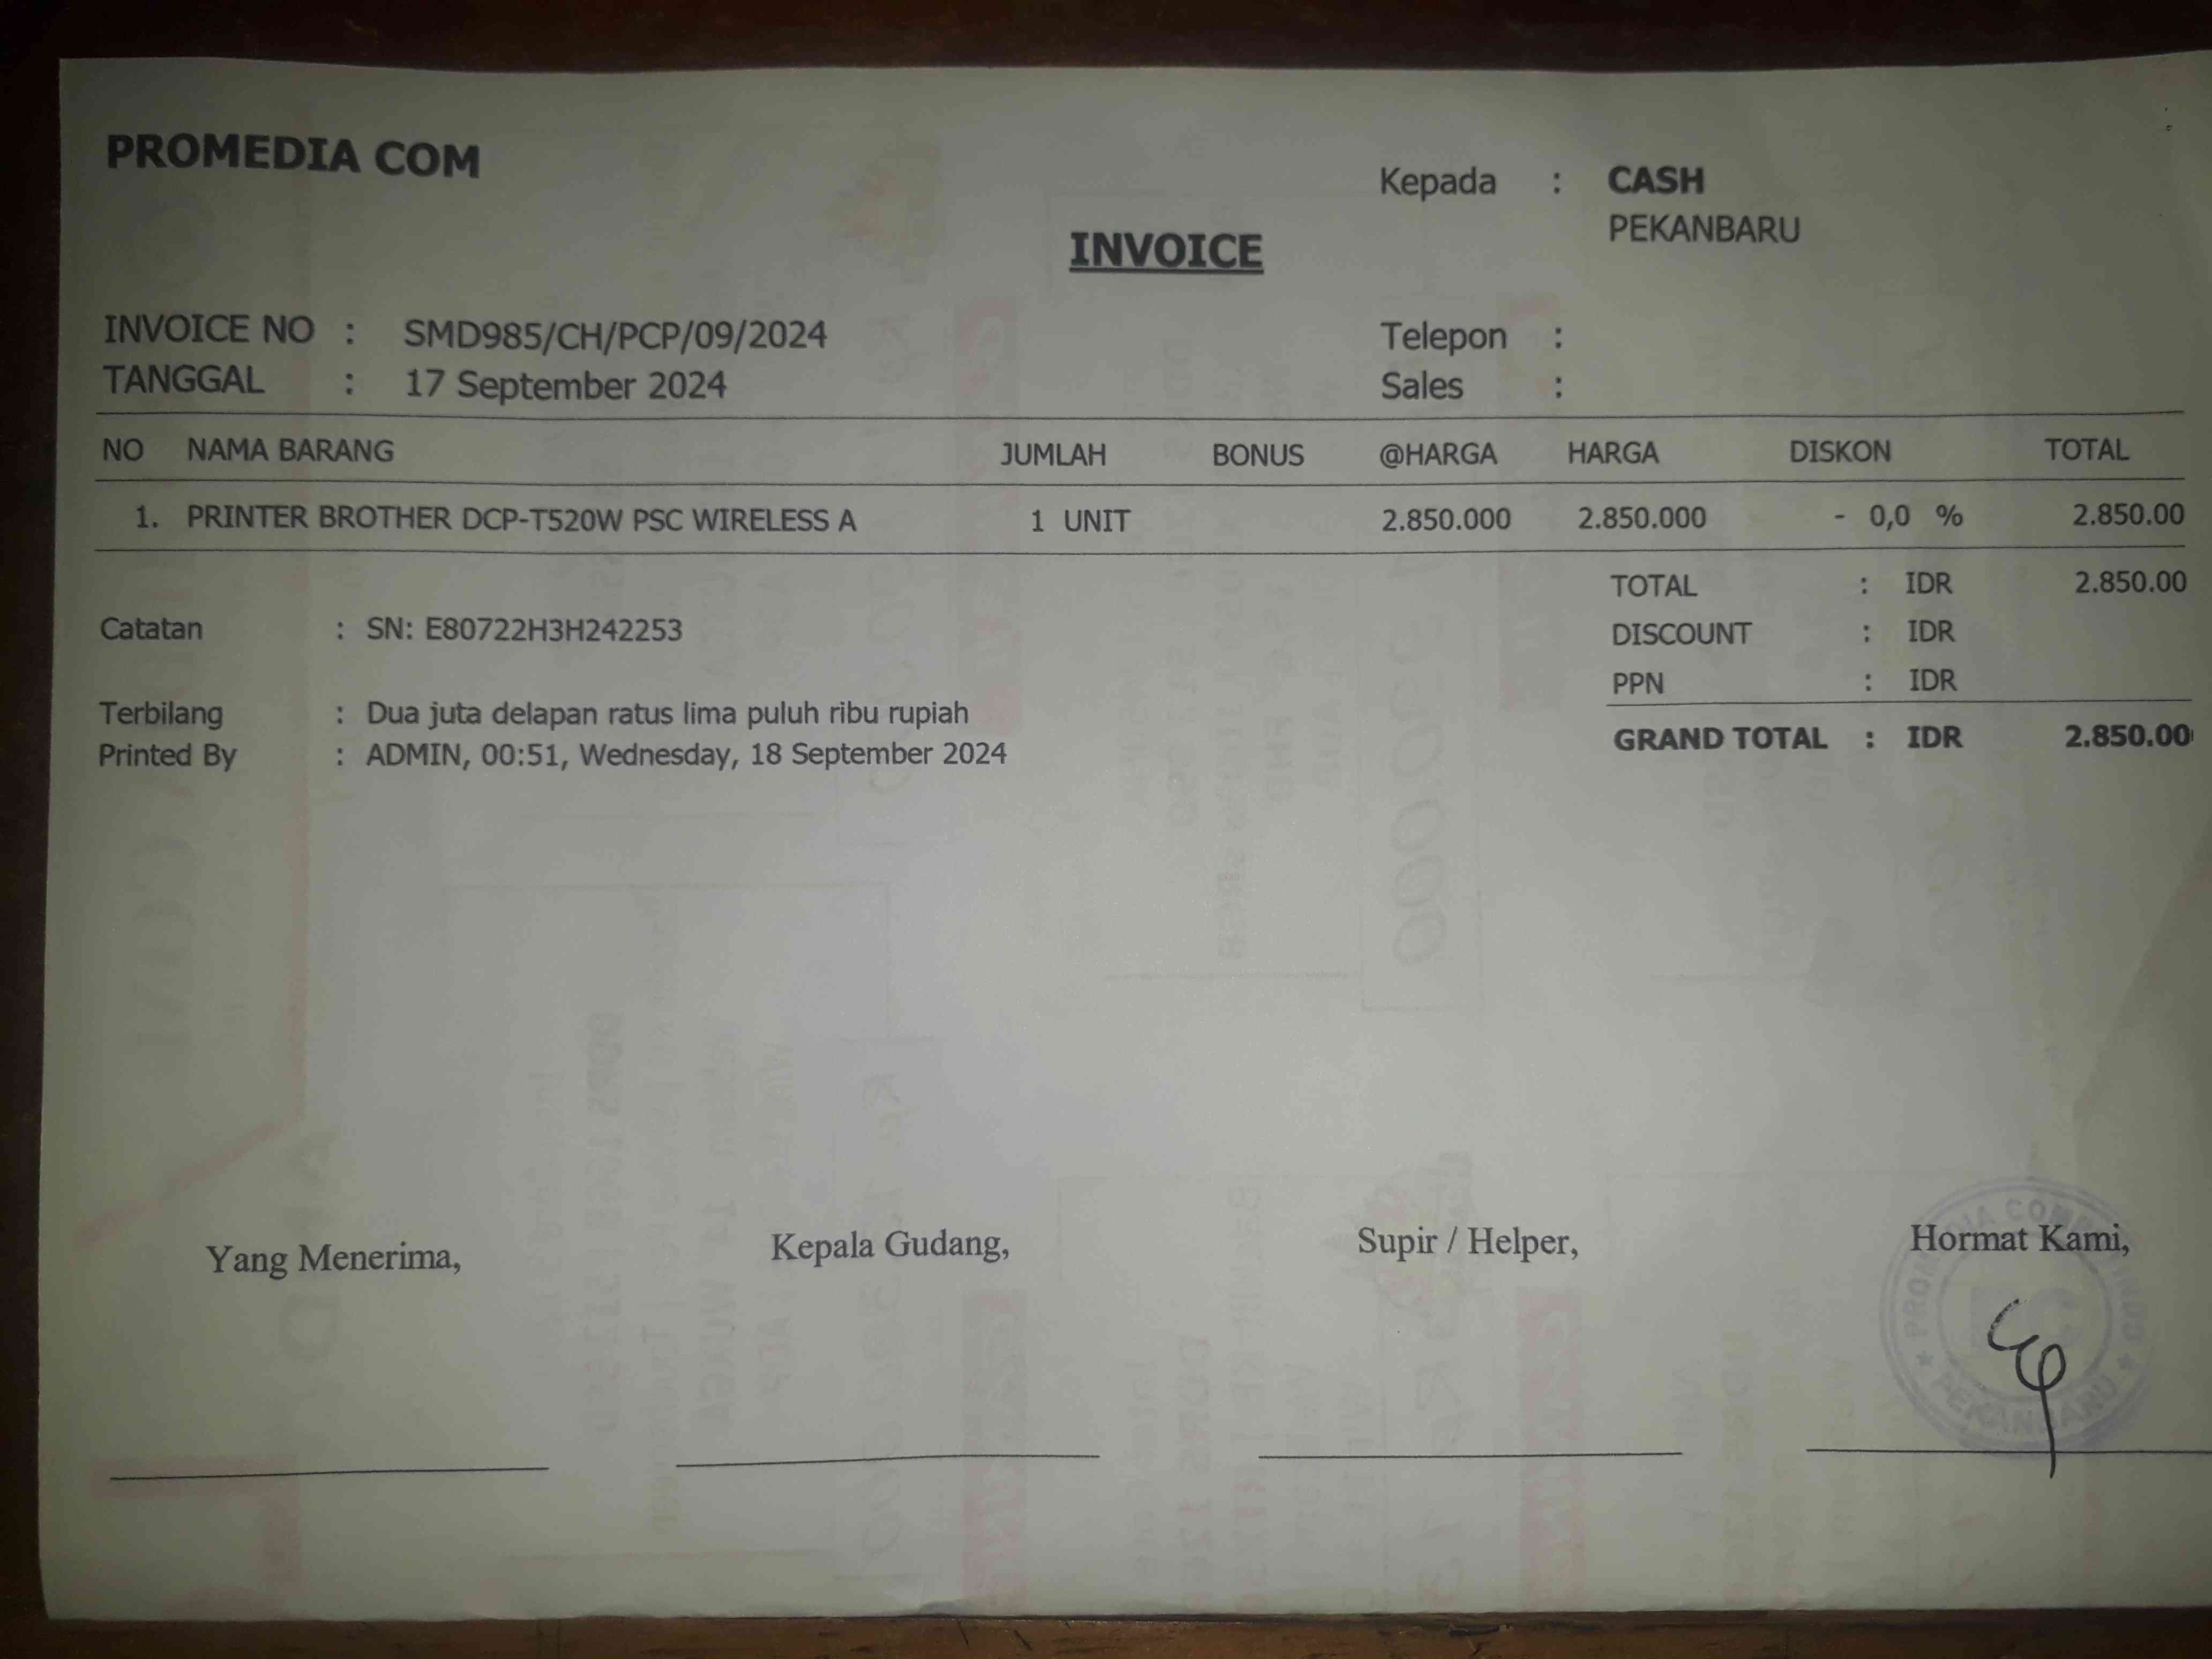 PROMEDIA COM
Kepada : CASH
PEKANBARU
INVOICE
INVOICE NO : SMD985/CH/PCP/09/2024
TANGGAL : 17 September 2024
Telepon :
Sales :
NO NAMA BARANG JUMLAH BONUS @HARGA HARGA DISKON TOTAL
1. PRINTER BROTHER DCP-T520W PSC WIRELESS A 1 UNIT 2.850.000 2.850.000 - 0,0 % 2.850.00
TOTAL : IDR 2.850.00
Catatan : SN: E80722H3H242253
DISCOUNT : IDR
PPN : IDR
Terbilang : Dua juta delapan ratus lima puluh ribu rupiah
GRAND TOTAL : IDR 2.850.00
Printed By : ADMIN, 00:51, Wednesday, 18 September 2024
Yang Menerima,
Kepala Gudang,
Supir / Helper,
Hormat Kami,
PEKANBARU